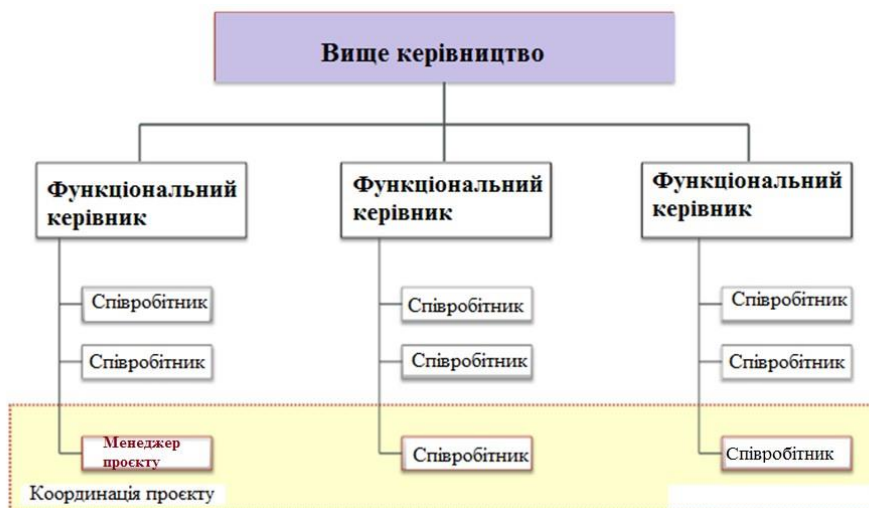 Вище керівництво
Функціональний
керівник
Функціональний
керівник
Функціональний
керівник
Співробітник
Співробітник
Співробітник
Співробітник
Співробітник
Співробітник
Менеджер
проєкту
Співробітник
Співробітник
Координація проєкту